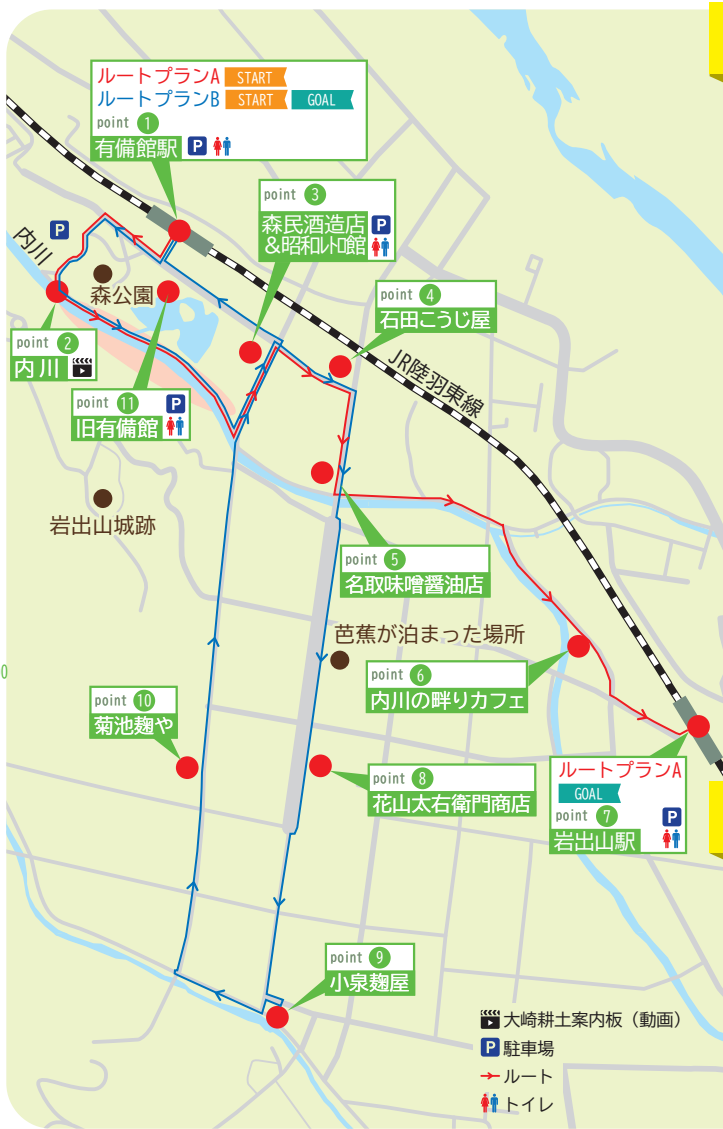 ルートプランA START
ルートプランB START GOAL
point 1
有備館駅 P
point 3
森民酒造店 P
&昭和レトロ館
P
内川
森公園
point 4
石田こうじ屋
point 2
内川
JR陸羽東線
point 11 P
旧有備館
岩出山城跡
point 5
名取味噌醤油店
芭蕉が泊まった場所
point 6
内川の畔りカフェ
0
point 10
菊池麹や
ルートプランA
GOAL
point 7 P
岩出山駅
point 8
花山太右衛門商店
point 9
小泉麹屋
大崎耕土案内板（動画）
P 駐車場
ルート
トイレ